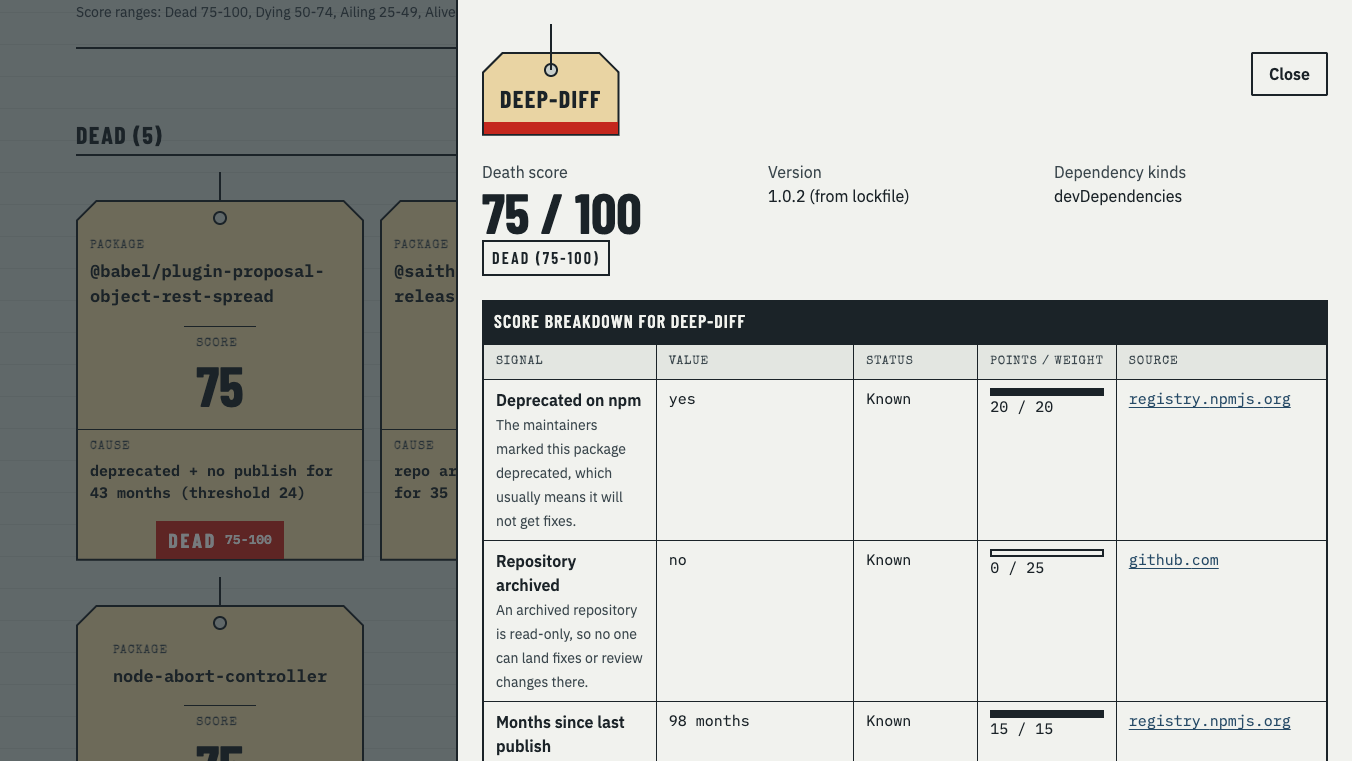 Score ranges: Dead 75-100, Dying 50-74, Ailing 25-49, Alive
DEAD (5)
PACKAGE
@babel/plugin-proposal-
object-rest-spread
SCORE
75
CAUSE
deprecated + no publish for
43 months (threshold 24)
DEAD 75-100
PACKAGE
@saith
releas
CAUSE
repo ar
for 35
PACKAGE
node-abort-controller
SCORE
75
DEEP-DIFF
Close
Death score
75 / 100
DEAD (75-100)
Version
1.0.2 (from lockfile)
Dependency kinds
devDependencies
SCORE BREAKDOWN FOR DEEP-DIFF
SIGNAL VALUE STATUS POINTS / WEIGHT SOURCE
Deprecated on npm yes Known 20 / 20 registry.npmjs.org
The maintainers
marked this package
deprecated, which
usually means it will
not get fixes.
Repository no Known 0 / 25 github.com
archived
An archived repository
is read-only, so no one
can land fixes or review
changes there.
Months since last 98 months Known 15 / 15 registry.npmjs.org
publish